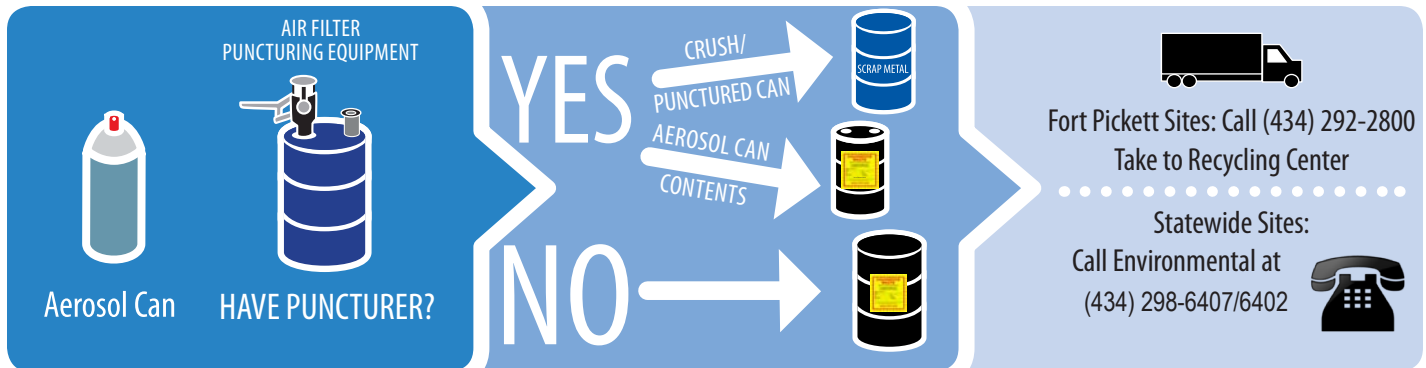 AIR FILTER
PUNCTURING EQUIPMENT
Aerosol Can
HAVE PUNCTURER?
YES
CRUSH/
PUNCTURED CAN
SCRAP METAL
AEROSOL CAN
CONTENTS
NO
Fort Pickett Sites: Call (434) 292-2800
Take to Recycling Center
Statewide Sites:
Call Environmental at
(434) 298-6407/6402